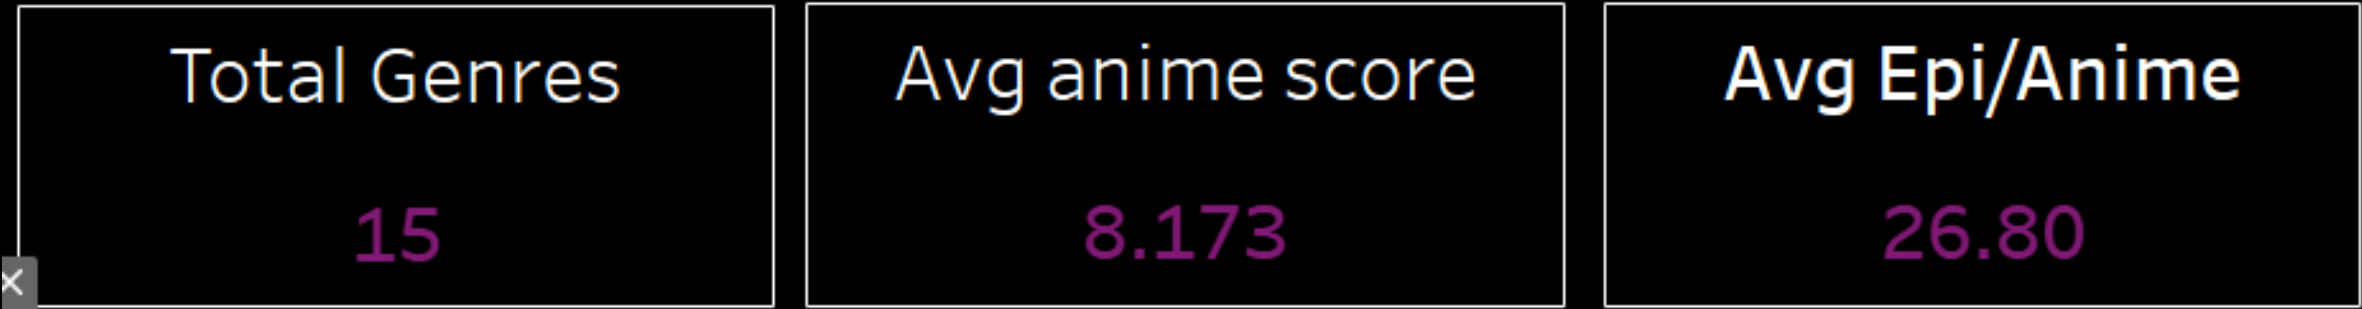 Total Genres
15
Avg anime score
8.173
Avg Epi/Anime
26.80